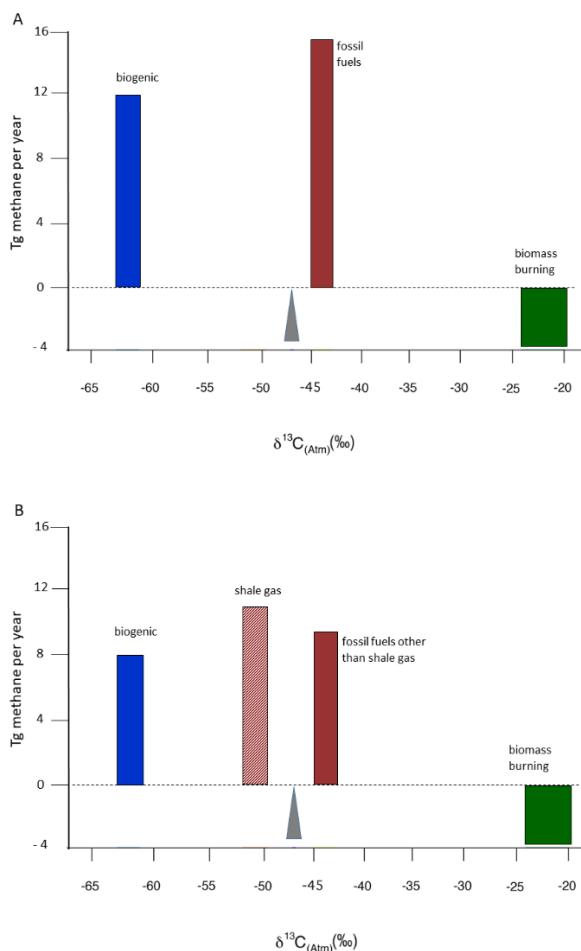 A
16
12
8
4
0
- 4
Tg methane per year
biogenic
fossil
fuels
biomass
burning
-65 -60 -55 -50 -45 -40 -35 -30 -25 -20
δ¹³C(Atm)(‰)
B
16
12
8
4
0
- 4
Tg methane per year
biogenic
shale gas
fossil fuels other
than shale gas
biomass
burning
-65 -60 -55 -50 -45 -40 -35 -30 -25 -20
δ¹³C(Atm)(‰)